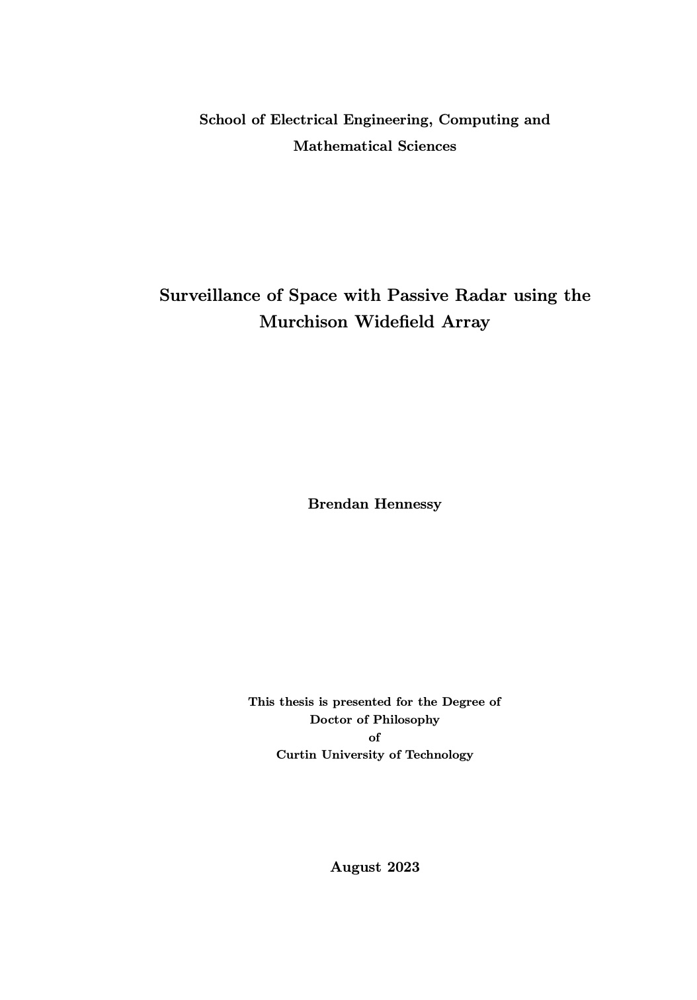 School of Electrical Engineering, Computing and
Mathematical Sciences
Surveillance of Space with Passive Radar using the
Murchison Widefield Array
Brendan Hennessy
This thesis is presented for the Degree of
Doctor of Philosophy
of
Curtin University of Technology
August 2023